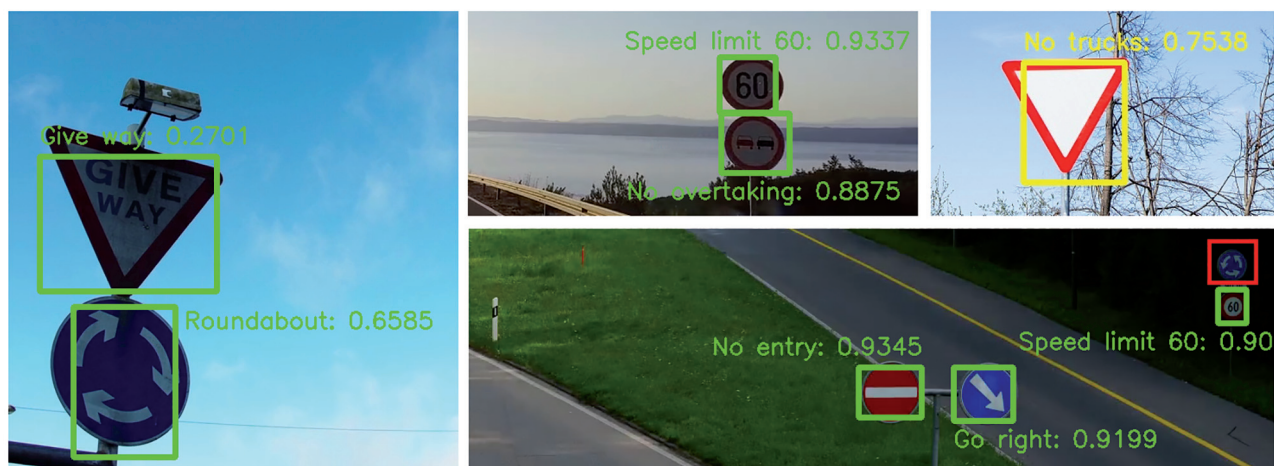 Give way: 0.2701
GIVE
WAY
Roundabout: 0.6585
Speed limit 60: 0.9337
60
No overtaking: 0.8875
No trucks: 0.7538
60
Speed limit 60: 0.90
No entry: 0.9345
Go right: 0.9199